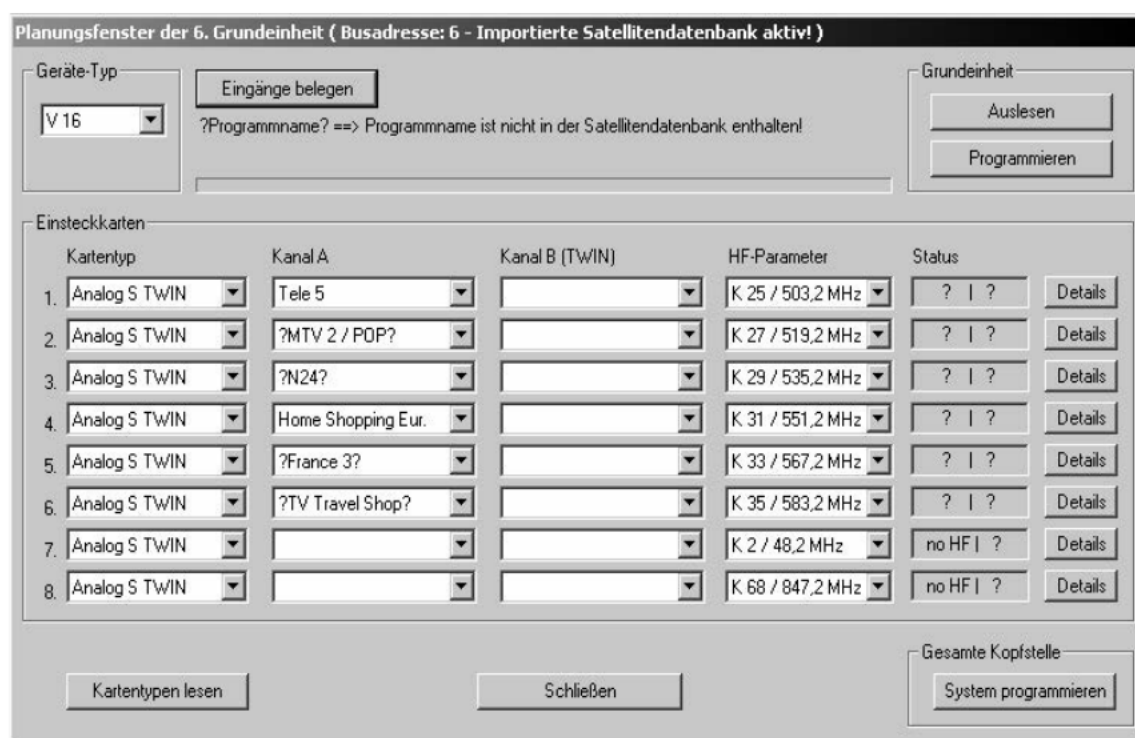 Planungsfenster der 6. Grundeinheit ( Busadresse: 6 - Importierte Satellitendatenbank aktiv! )
Geräte-Typ
V 16
Eingänge belegen
?Programmname? ==> Programmname ist nicht in der Satellitendatenbank enthalten!
Grundeinheit
Auslesen
Programmieren
Einsteckkarten
Kartentyp Kanal A Kanal B (TWIN) HF-Parameter Status
1. Analog S TWIN Tele 5 K 25 / 503,2 MHz ? | ? Details
2. Analog S TWIN ?MTV 2 / POP? K 27 / 519,2 MHz ? | ? Details
3. Analog S TWIN ?N24? K 29 / 535,2 MHz ? | ? Details
4. Analog S TWIN Home Shopping Eur. K 31 / 551,2 MHz ? | ? Details
5. Analog S TWIN ?France 3? K 33 / 567,2 MHz ? | ? Details
6. Analog S TWIN ?TV Travel Shop? K 35 / 583,2 MHz ? | ? Details
7. Analog S TWIN K 2 / 48,2 MHz no HF | ? Details
8. Analog S TWIN K 68 / 847,2 MHz no HF | ? Details
Kartentypen lesen
Schließen
Gesamte Kopfstelle
System programmieren